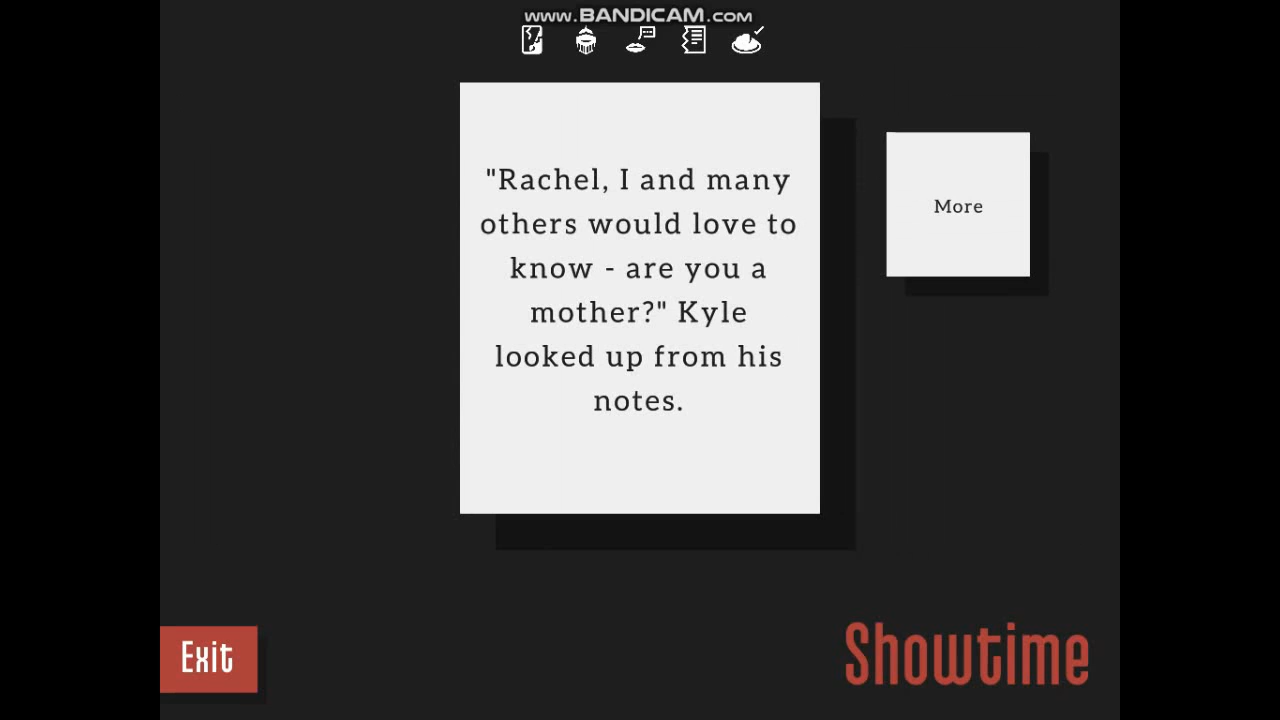 www.BANDICAM.com
"Rachel, I and many
others would love to
know - are you a
mother?" Kyle
looked up from his
notes.
More
Exit
Showtime